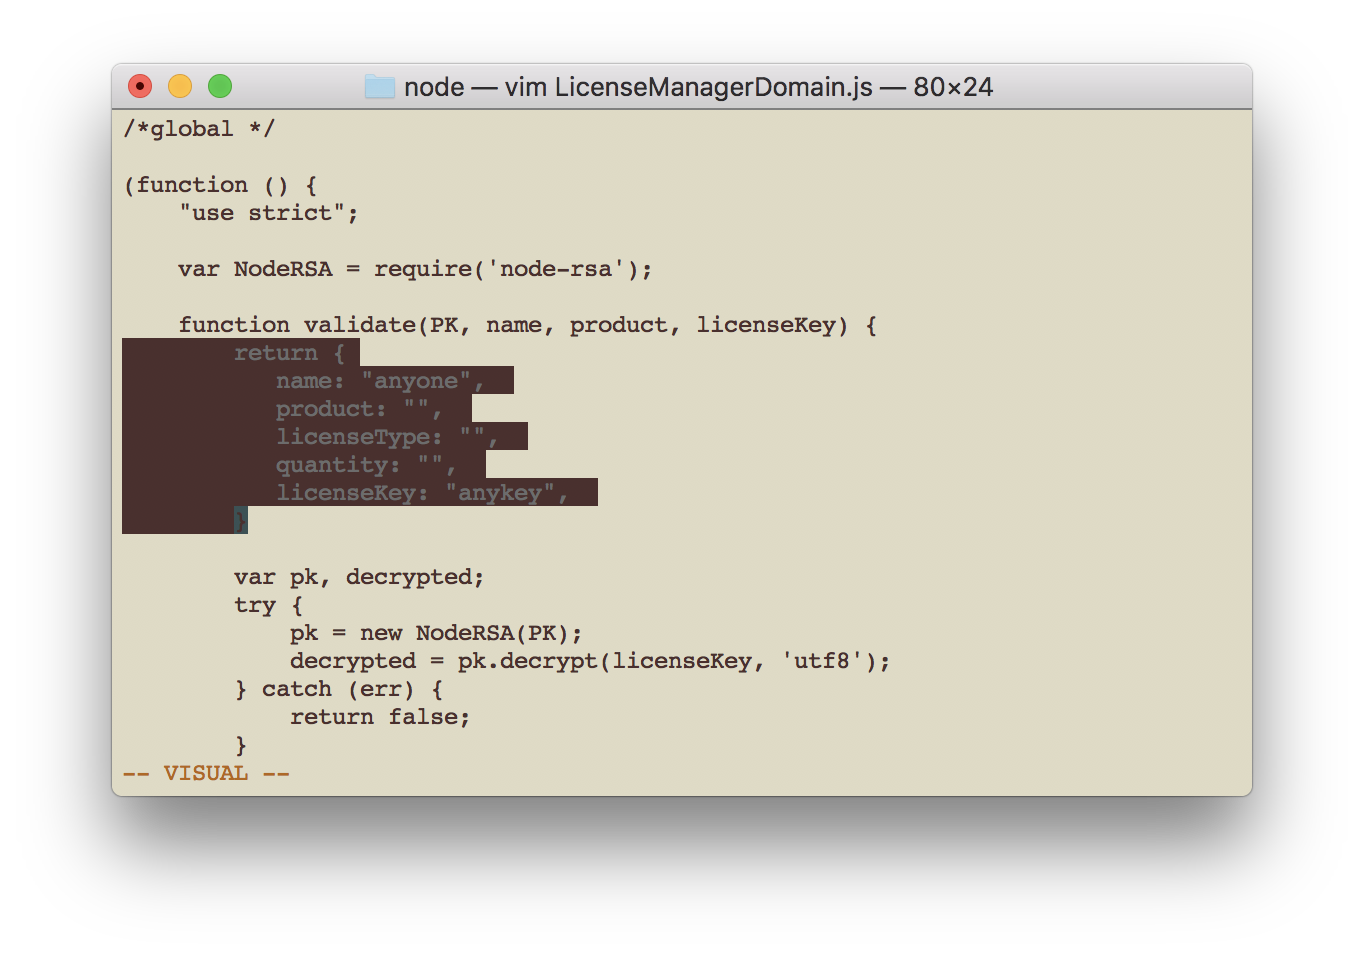 node — vim LicenseManagerDomain.js — 80×24
/*global */
(function () {
    "use strict";
    var NodeRSA = require('node-rsa');
    function validate(PK, name, product, licenseKey) {
        return {
           name: "anyone",
           product: "",
           licenseType: "",
           quantity: "",
           licenseKey: "anykey",
        }
        var pk, decrypted;
        try {
            pk = new NodeRSA(PK);
            decrypted = pk.decrypt(licenseKey, 'utf8');
        } catch (err) {
            return false;
        }
-- VISUAL --